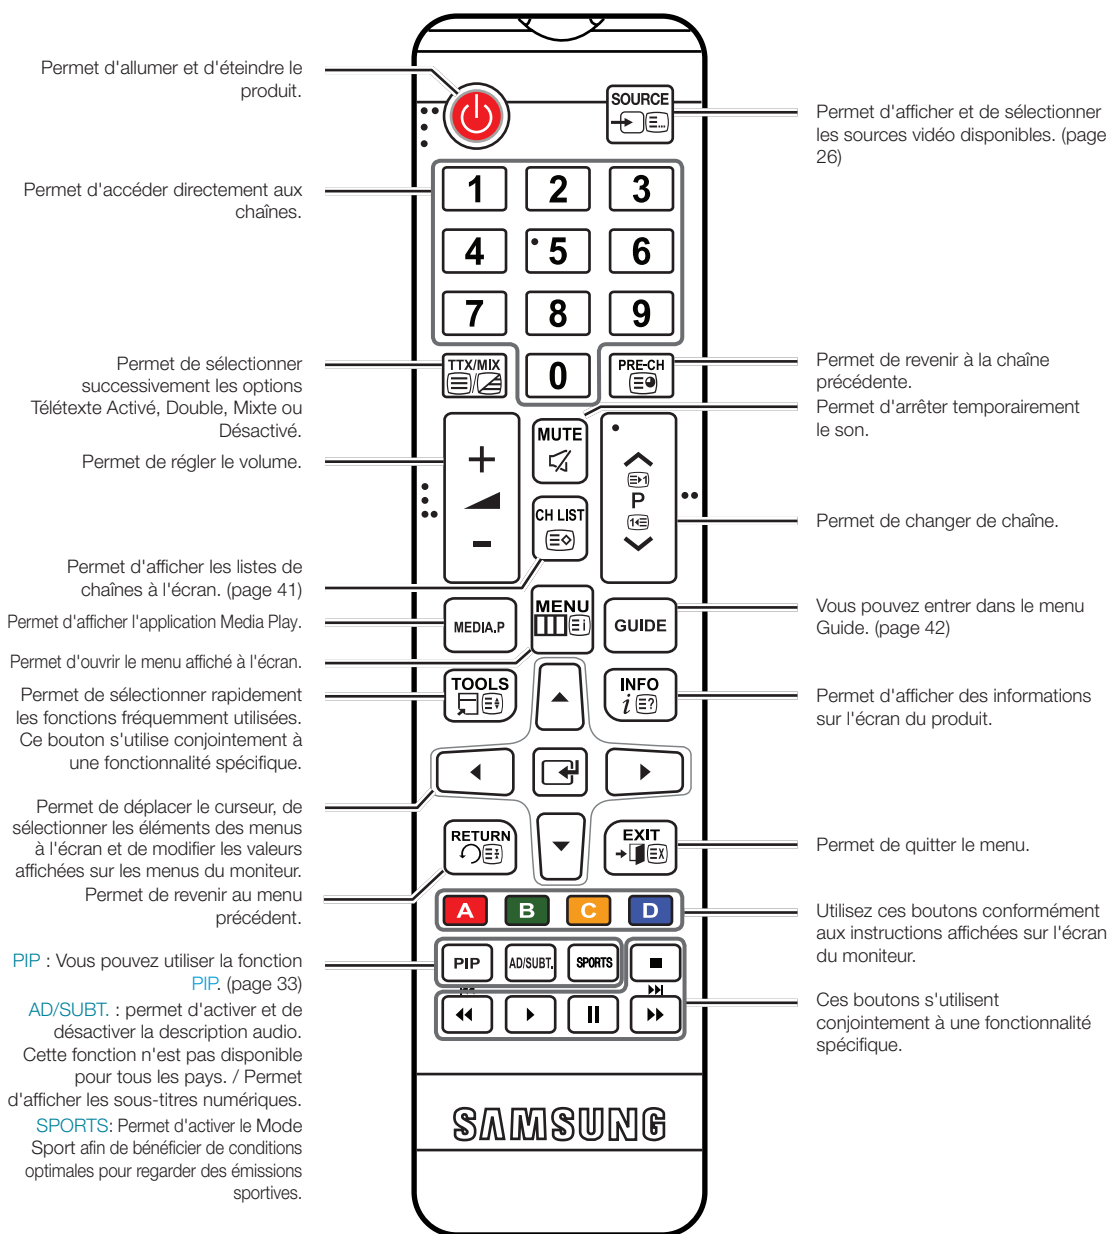 Permet d'allumer et d'éteindre le
produit.
SOURCE
Permet d'afficher et de sélectionner
les sources vidéo disponibles. (page
26)
Permet d'accéder directement aux
chaînes.
1
2
3
4
5
6
7
8
9
0
Permet de sélectionner
successivement les options
Télétexte Activé, Double, Mixte ou
Désactivé.
TTX/MIX
PRE-CH
Permet de revenir à la chaîne
précédente.
Permet d'arrêter temporairement
le son.
MUTE
Permet de régler le volume.
+
-
P
CH LIST
Permet de changer de chaîne.
Permet d'afficher les listes de
chaînes à l'écran. (page 41)
Permet d'afficher l'application Media Play.
MEDIA.P
MENU
GUIDE
Vous pouvez entrer dans le menu
Guide. (page 42)
Permet d'ouvrir le menu affiché à l'écran.
Permet de sélectionner rapidement
les fonctions fréquemment utilisées.
Ce bouton s'utilise conjointement à
une fonctionnalité spécifique.
TOOLS
INFO
Permet d'afficher des informations
sur l'écran du produit.
Permet de déplacer le curseur, de
sélectionner les éléments des menus
à l'écran et de modifier les valeurs
affichées sur les menus du moniteur.
RETURN
EXIT
Permet de quitter le menu.
Permet de revenir au menu
précédent.
A
B
C
D
Utilisez ces boutons conformément
aux instructions affichées sur l'écran
du moniteur.
PIP : Vous pouvez utiliser la fonction
PIP. (page 33)
PIP
AD/SUBT.
SPORTS
AD/SUBT. : permet d'activer et de
désactiver la description audio.
Cette fonction n'est pas disponible
pour tous les pays. / Permet
d'afficher les sous-titres numériques.
Ces boutons s'utilisent
conjointement à une fonctionnalité
spécifique.
SPORTS: Permet d'activer le Mode
Sport afin de bénéficier de conditions
optimales pour regarder des émissions
sportives.
SAMSUNG